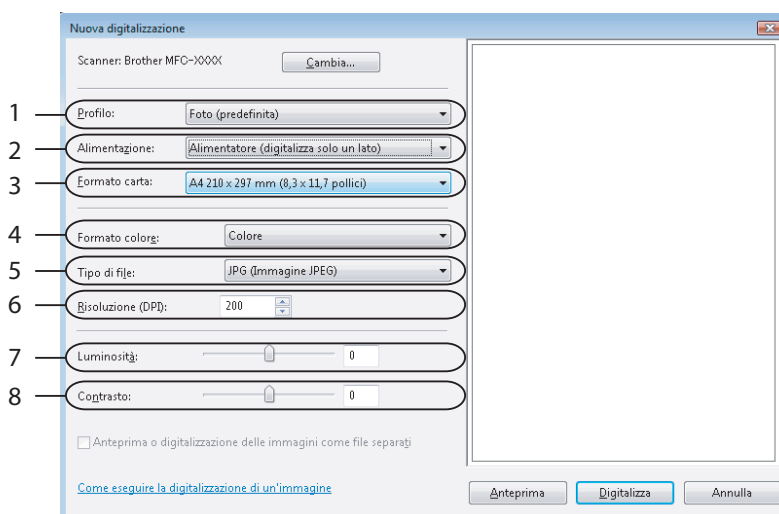 Nuova digitalizzazione
Scanner: Brother MFC-XXXX Cambia...
1 Profilo: Foto (predefinita)
2 Alimentazione: Alimentatore (digitalizza solo un lato)
3 Formato carta: A4 210 x 297 mm (8,3 x 11,7 pollici)
4 Formato colore: Colore
5 Tipo di file: JPG (Immagine JPEG)
6 Risoluzione (DPI): 200
7 Luminosità: 0
8 Contrasto: 0
Anteprima o digitalizzazione delle immagini come file separati
Come eseguire la digitalizzazione di un'immagine
Anteprima Digitalizza Annulla